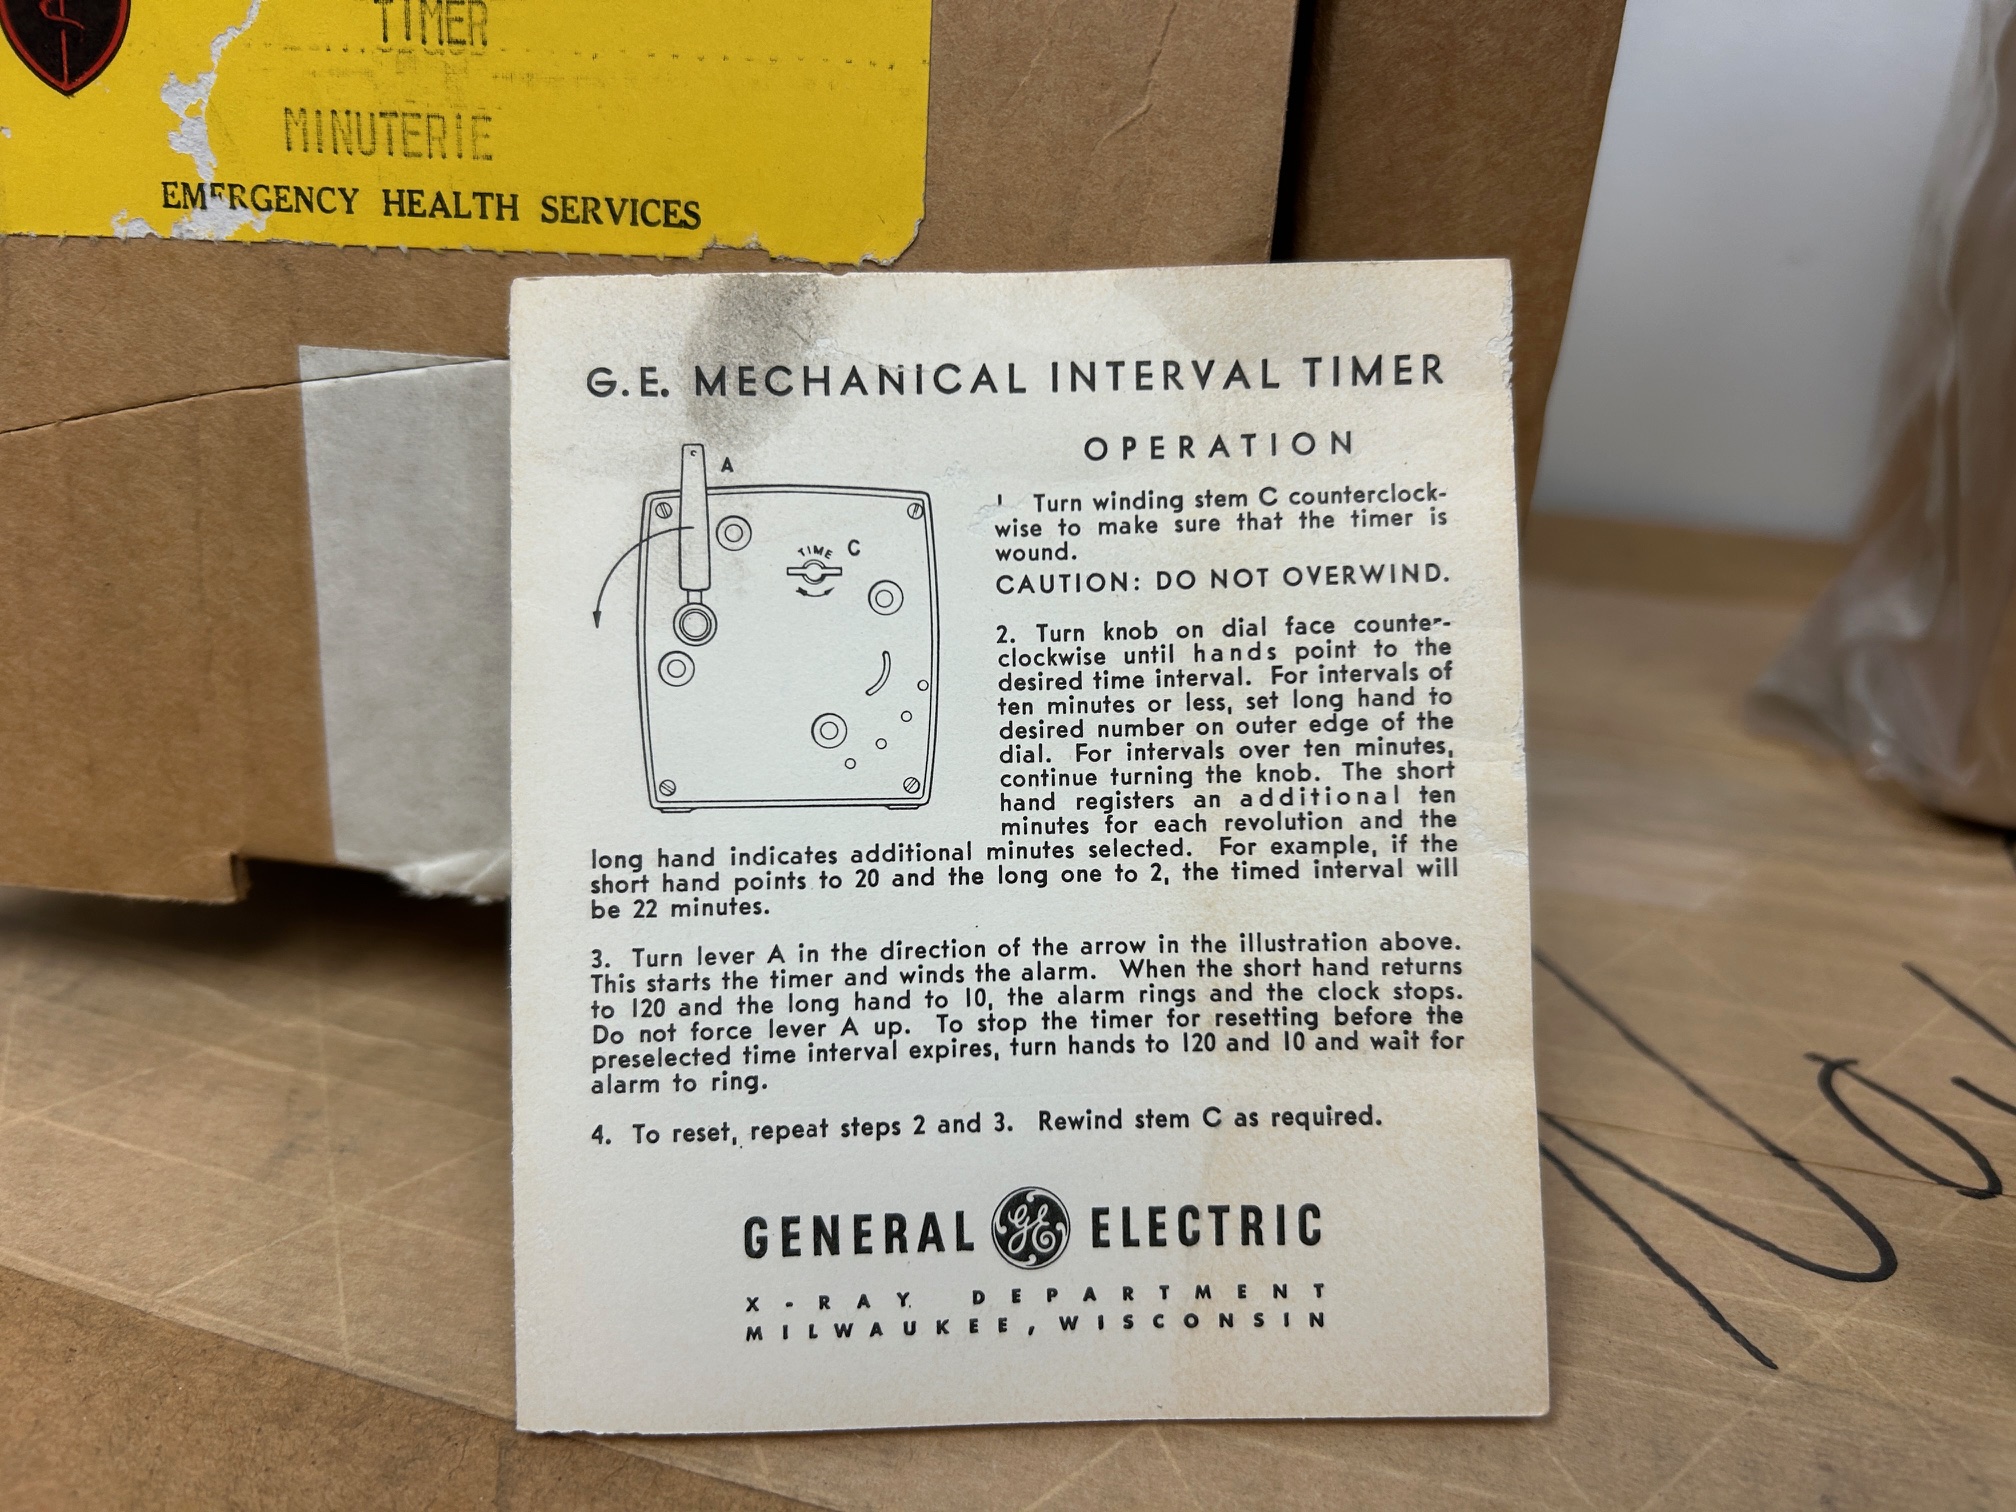 TIMER
MINUTERIE
EMERGENCY HEALTH SERVICES
G.E. MECHANICAL INTERVAL TIMER
A
TIME C
OPERATION
1 Turn winding stem C counterclock-
wise to make sure that the timer is
wound.
CAUTION: DO NOT OVERWIND.
2. Turn knob on dial face counter-
clockwise until hands point to the
desired time interval. For intervals of
ten minutes or less, set long hand to
desired number on outer edge of the
dial. For intervals over ten minutes,
continue turning the knob. The short
hand registers an additional ten
minutes for each revolution and the
long hand indicates additional minutes selected. For example, if the
short hand points to 20 and the long one to 2, the timed interval will
be 22 minutes.
3. Turn lever A in the direction of the arrow in the illustration above.
This starts the timer and winds the alarm. When the short hand returns
to 120 and the long hand to 10, the alarm rings and the clock stops.
Do not force lever A up. To stop the timer for resetting before the
preselected time interval expires, turn hands to 120 and 10 and wait for
alarm to ring.
4. To reset, repeat steps 2 and 3. Rewind stem C as required.
GENERAL GE ELECTRIC
X-RAY DEPARTMENT
MILWAUKEE, WISCONSIN